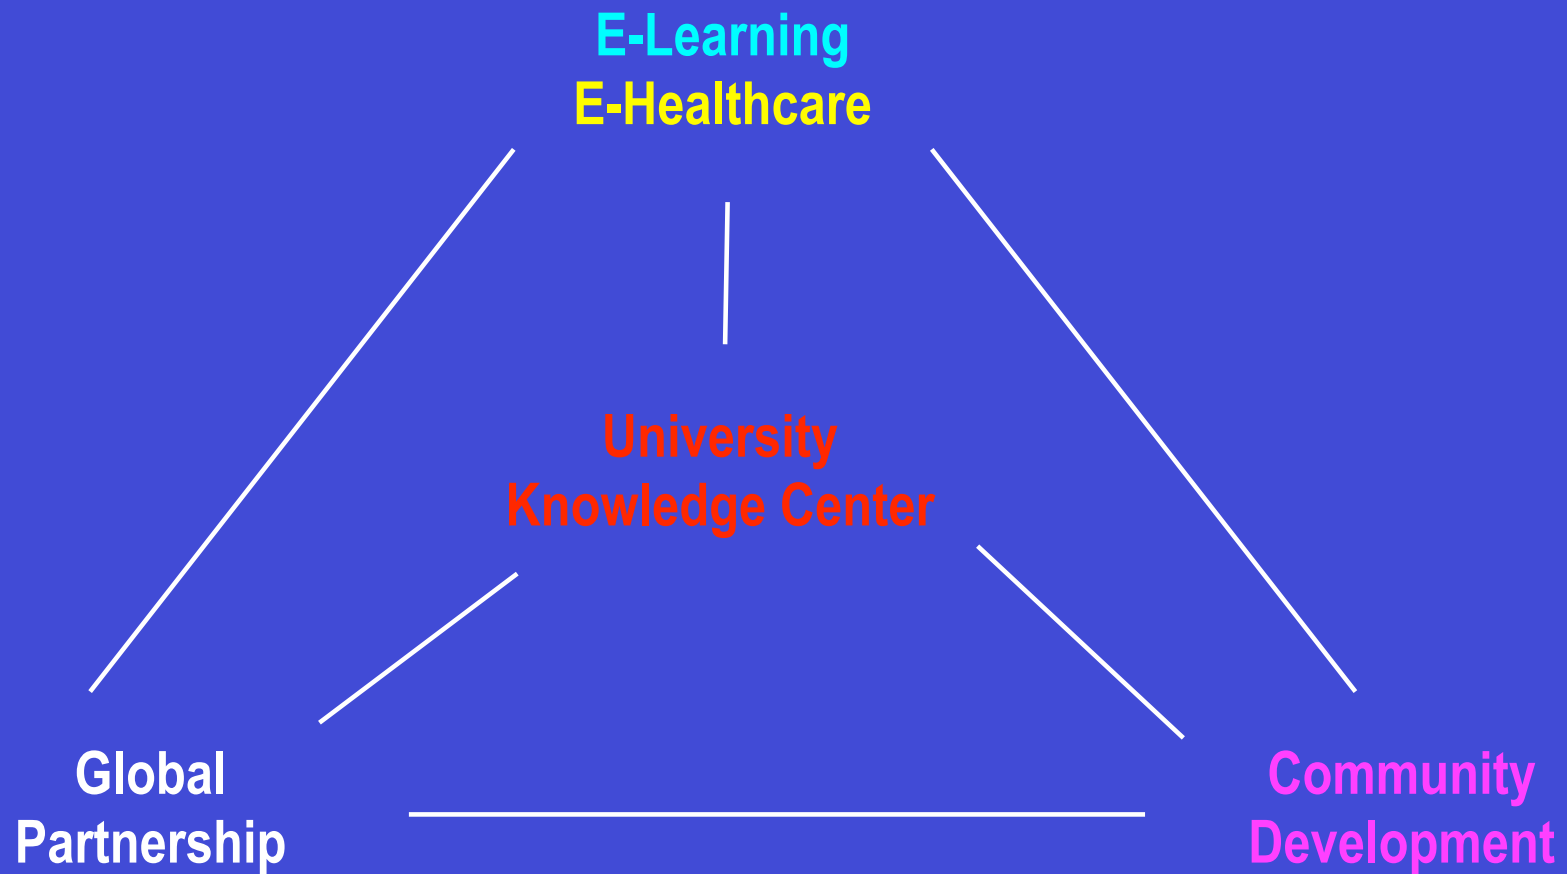 E-Learning
E-Healthcare
University
Knowledge Center
Global
Partnership
Community
Development